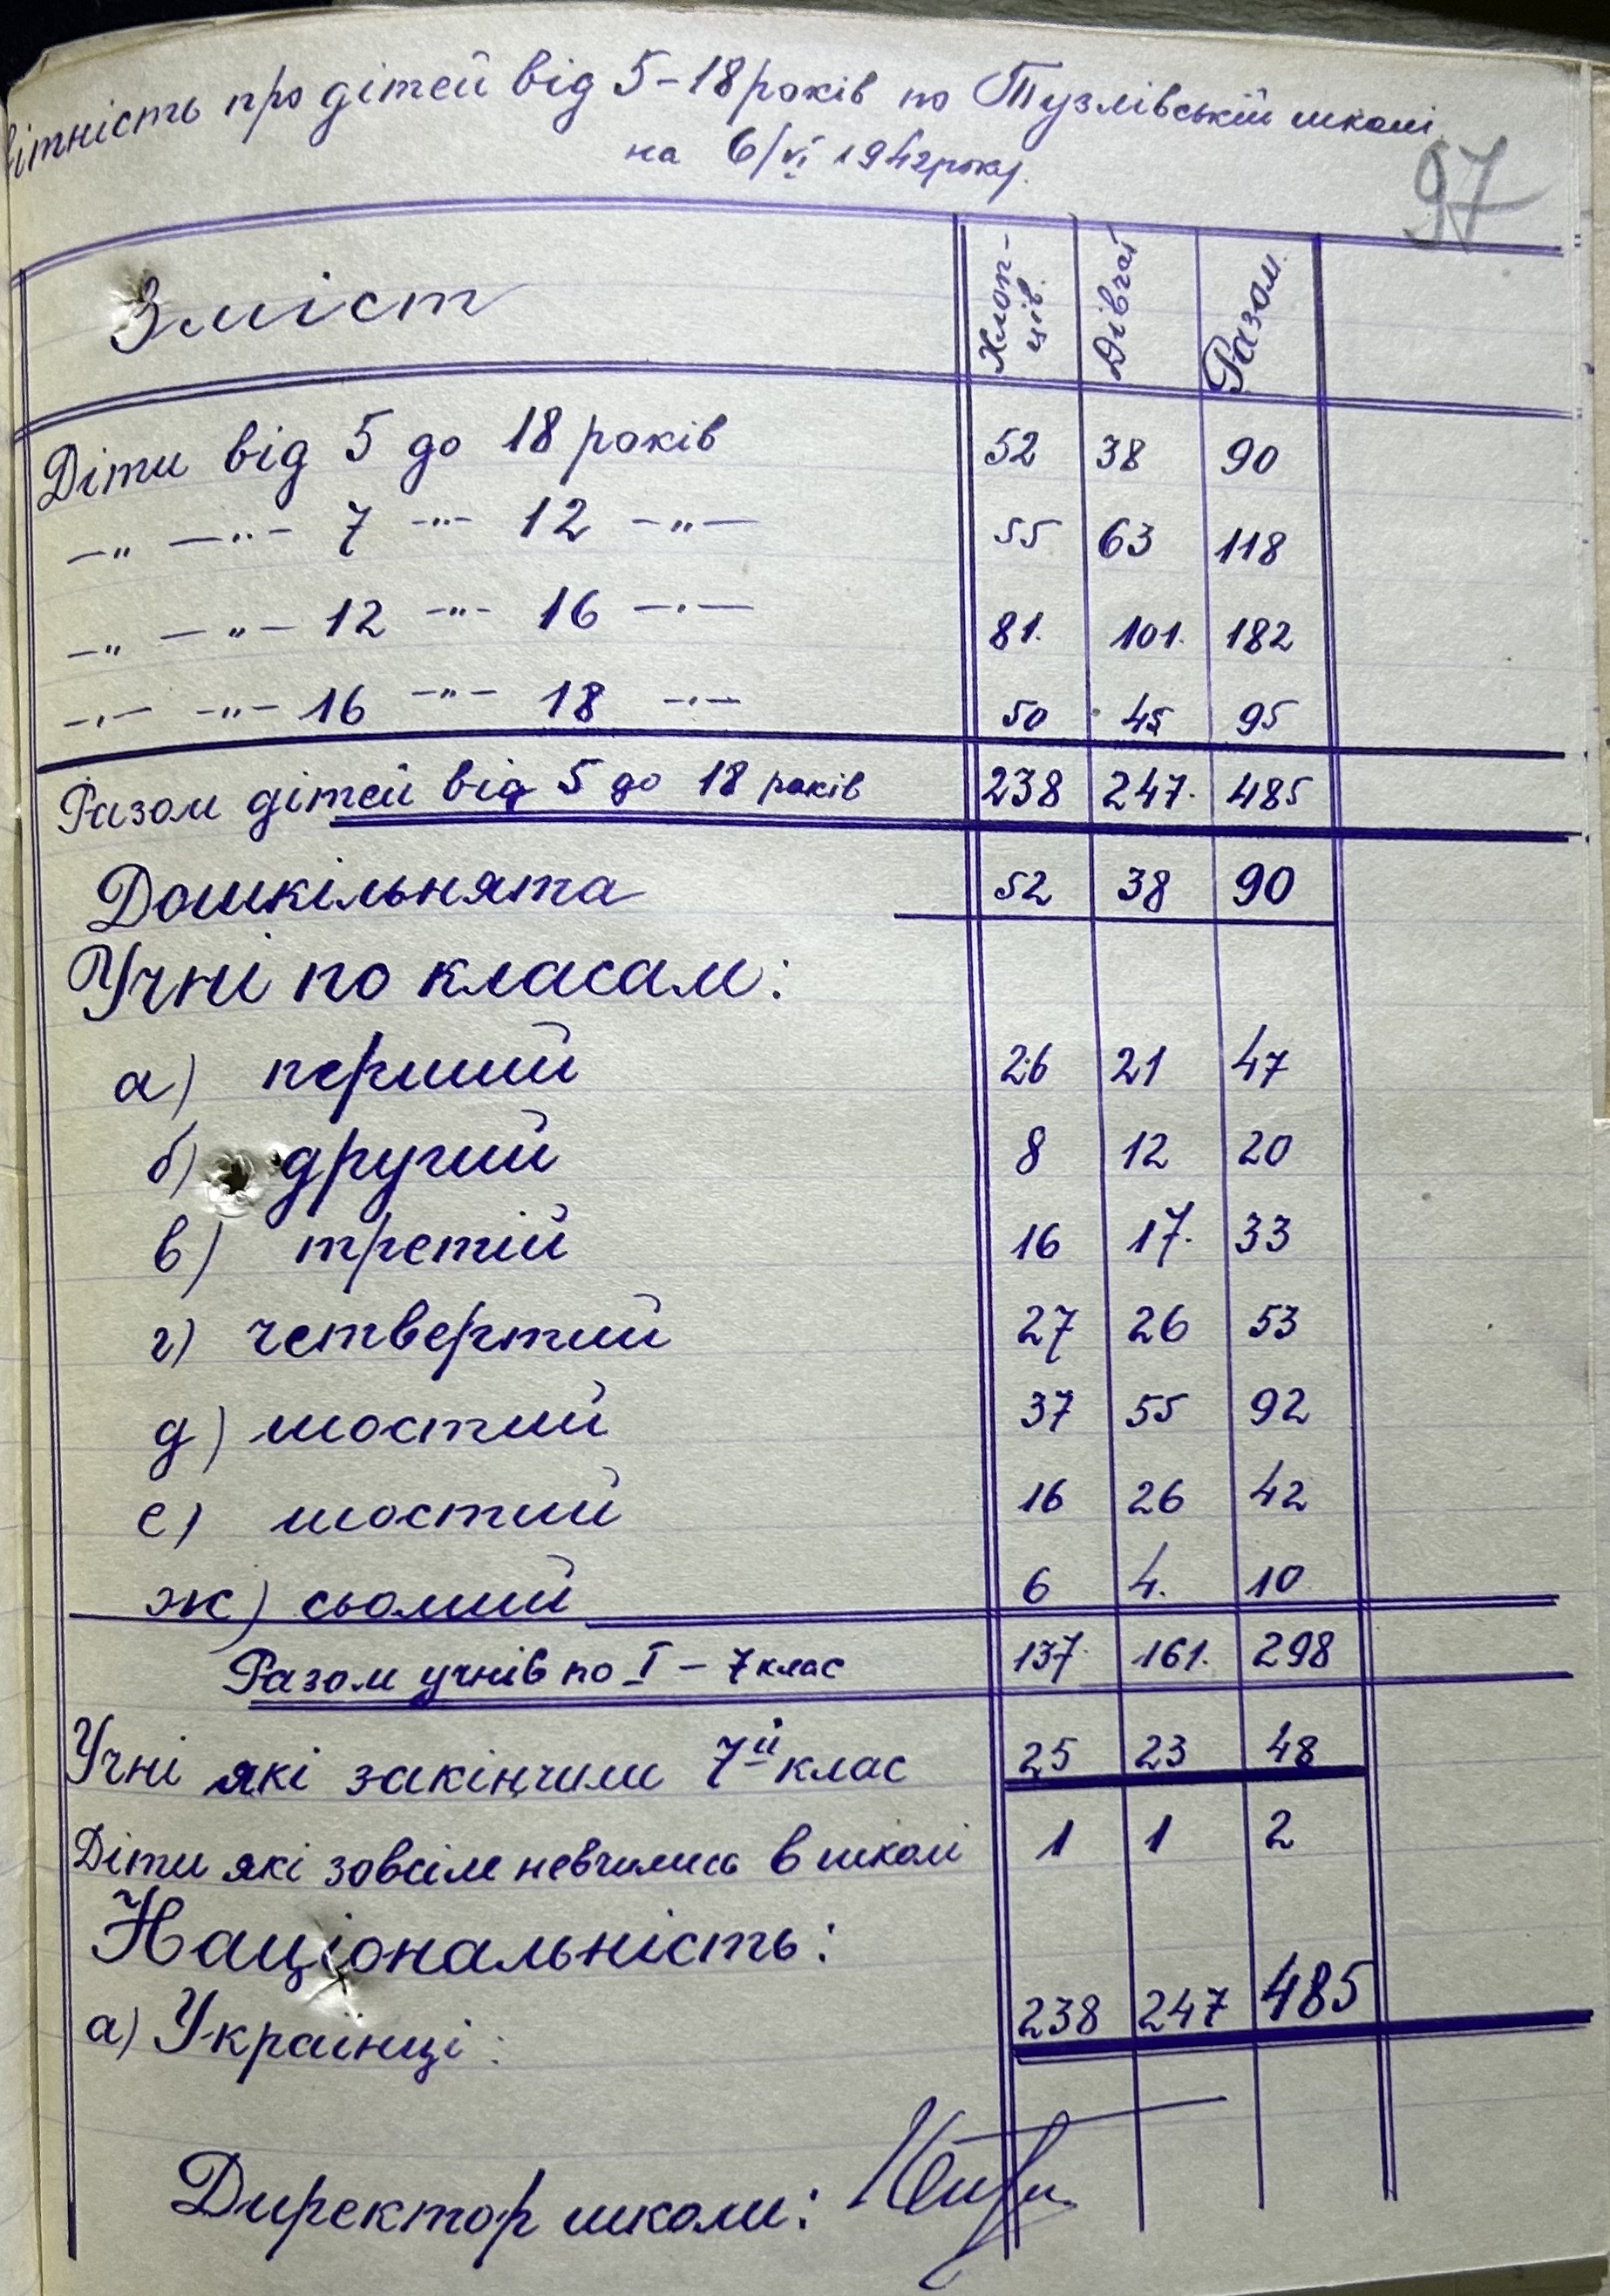 вітність про дітей від 5-18 років по Тузлівській школі
на 6/VI 1942 року.
97
Зміст Хлоп-ців. Дівчат Разом.
Діти від 5 до 18 років 52 38 90
-"- -"- 7 -"- 12 -"- 55 63 118
-"- -"- 12 -"- 16 -"- 81. 101. 182
-"- -"- 16 -"- 18 -"- 50 45 95
Разом дітей від 5 до 18 років 238 247. 485
Дошкільнята 52 38 90
Учні по класам:
а) перший 26 21 47
б) другий 8 12 20
в) третій 16 17. 33
г) четвертий 27 26 53
д) шостий 37 55 92
е) шостий 16 26 42
ж) сьомий 6 4. 10
Разом учнів по I - 7 клас 137. 161. 298
Учні які закінчили 7й клас 25 23 48
Діти які зовсім невчились в школі 1 1 2
Національність:
а) Українці: 238 247 485
Директор школи: